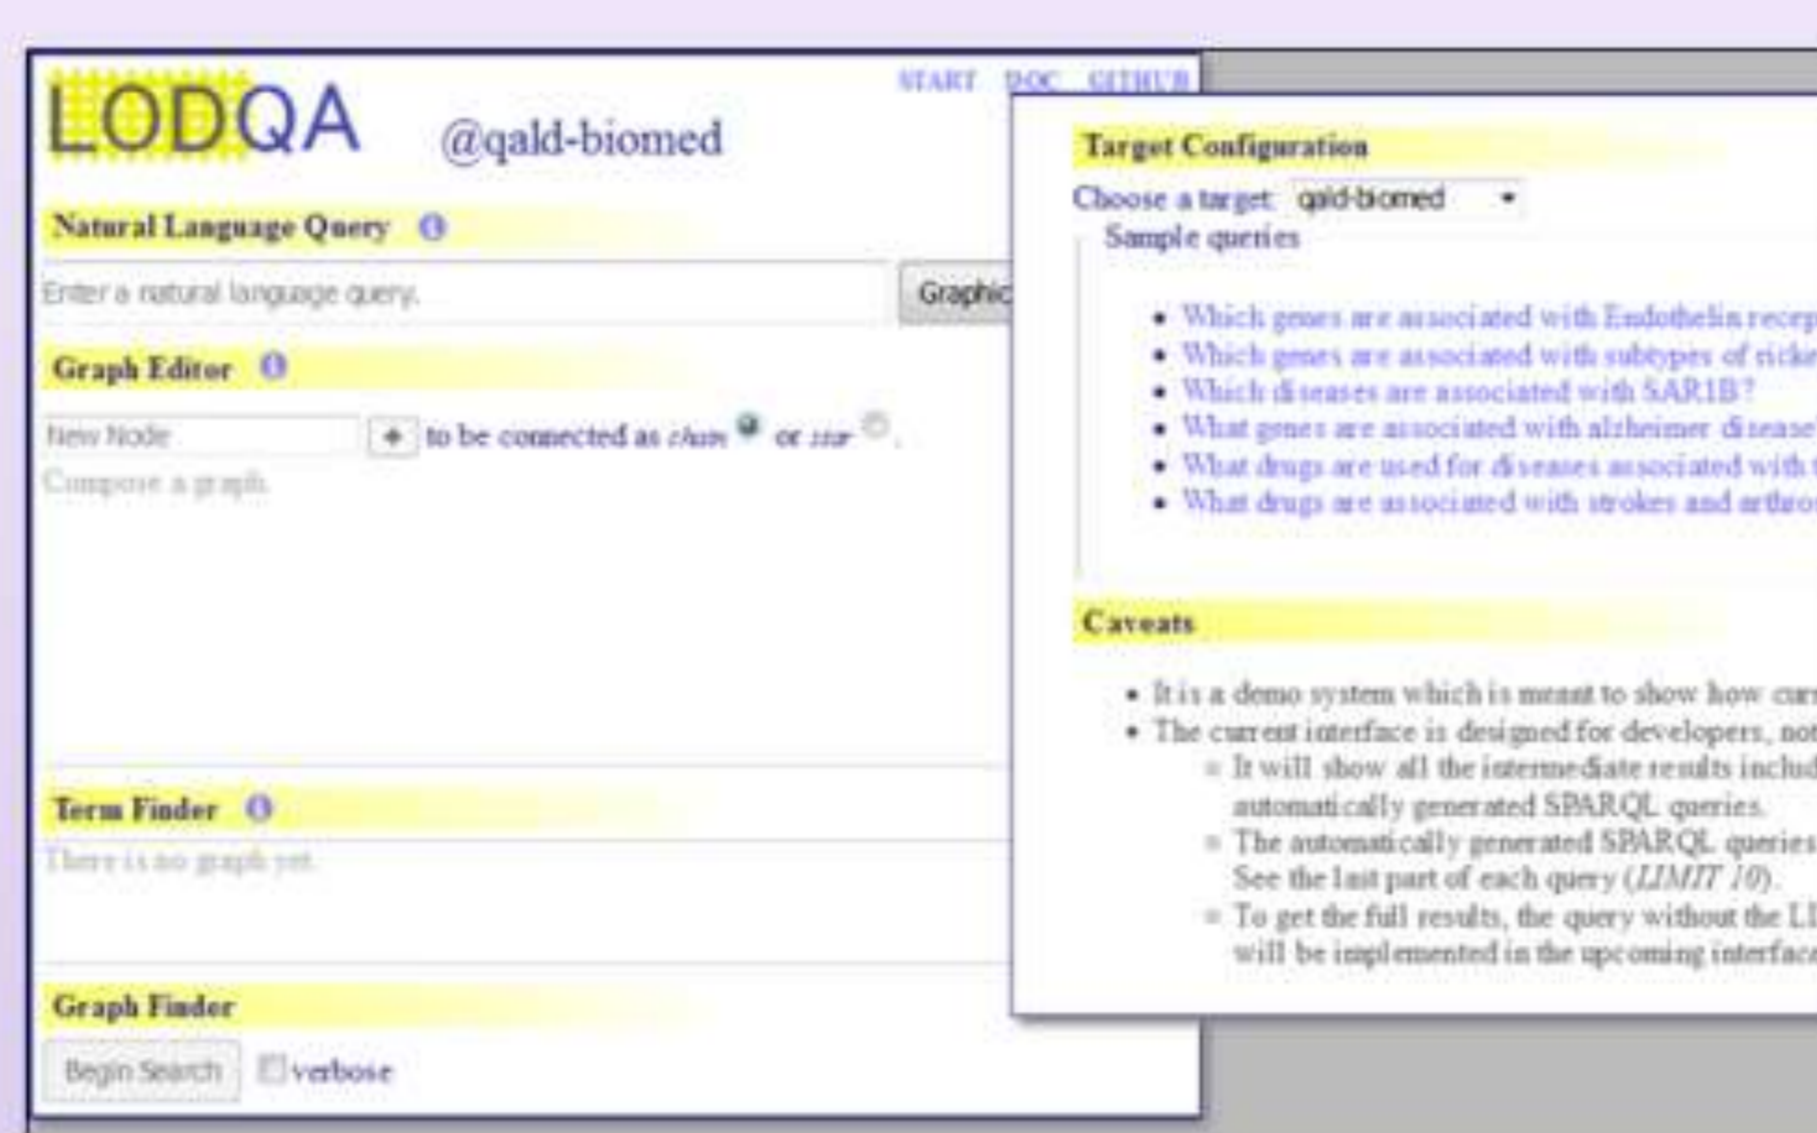 START DOC GITHUB
LODQA @qald-biomed
Natural Language Query
Enter a natural language query.
Graphic
Graph Editor
New Node + to be connected as chain or star .
Compose a graph.
Term Finder
There is no graph yet.
Graph Finder
Begin Search verbose
Target Configuration
Choose a target: qald-biomed
Sample queries
• Which genes are associated with Endothelin recep
• Which genes are associated with subtypes of ricke
• Which diseases are associated with SAR1B?
• What genes are associated with alzheimer disease
• What drugs are used for diseases associated with
• What drugs are associated with strokes and arthro
Caveats
• It is a demo system which is meant to show how curr
• The current interface is designed for developers, not
It will show all the intermediate results includ
automatically generated SPARQL queries.
The automatically generated SPARQL queries
See the last part of each query (LIMIT 10).
To get the full results, the query without the LI
will be implemented in the upcoming interface